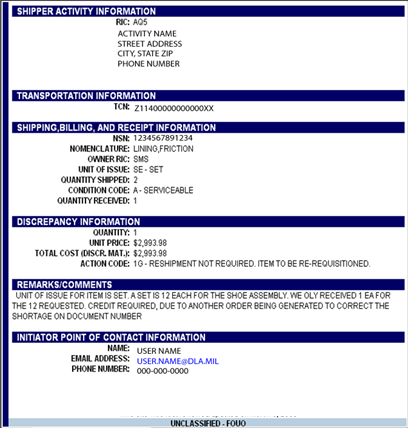 SHIPPER ACTIVITY INFORMATION
RIC: AQ5
ACTIVITY NAME
STREET ADDRESS
CITY, STATE ZIP
PHONE NUMBER
TRANSPORTATION INFORMATION
TCN: Z11400000000000XX
SHIPPING,BILLING, AND RECEIPT INFORMATION
NSN: 1234567891234
NOMENCLATURE: LINING,FRICTION
OWNER RIC: SMS
UNIT OF ISSUE: SE - SET
QUANTITY SHIPPED: 2
CONDITION CODE: A - SERVICEABLE
QUANTITY RECEIVED: 1
DISCREPANCY INFORMATION
QUANTITY: 1
UNIT PRICE: $2,993.98
TOTAL COST (DISCR. MAT.): $2,993.98
ACTION CODE: 1G - RESHIPMENT NOT REQUIRED. ITEM TO BE RE-REQUISITIONED.
REMARKS/COMMENTS
UNIT OF ISSUE FOR ITEM IS SET. A SET IS 12 EACH FOR THE SHOE ASSEMBLY. WE OLY RECEIVED 1 EA FOR
THE 12 REQUESTED. CREDIT REQUIRED, DUE TO ANOTHER ORDER BEING GENERATED TO CORRECT THE
SHORTAGE ON DOCUMENT NUMBER
INITIATOR POINT OF CONTACT INFORMATION
NAME: USER NAME
EMAIL ADDRESS: USER.NAME@DLA.MIL
PHONE NUMBER: 000-000-0000
UNCLASSIFIED - FOUO